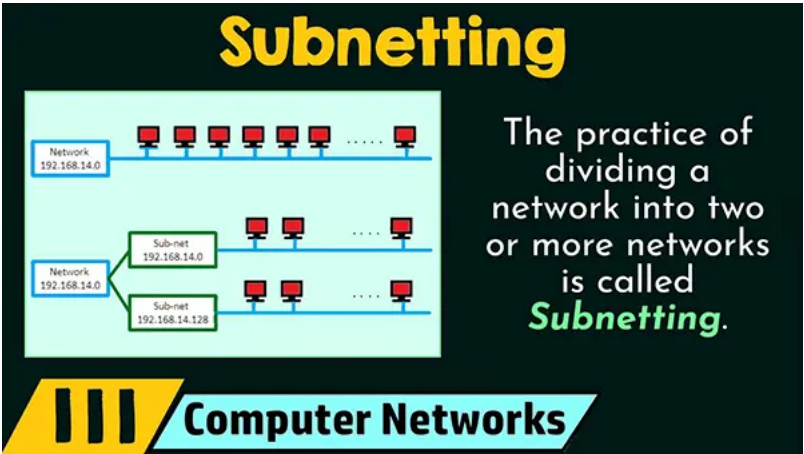 Subnetting
Network
192.168.14.0
Network
192.168.14.0
Sub-net
192.168.14.0
Sub-net
192.168.14.128
The practice of
dividing a
network into two
or more networks
is called
Subnetting.
Computer Networks